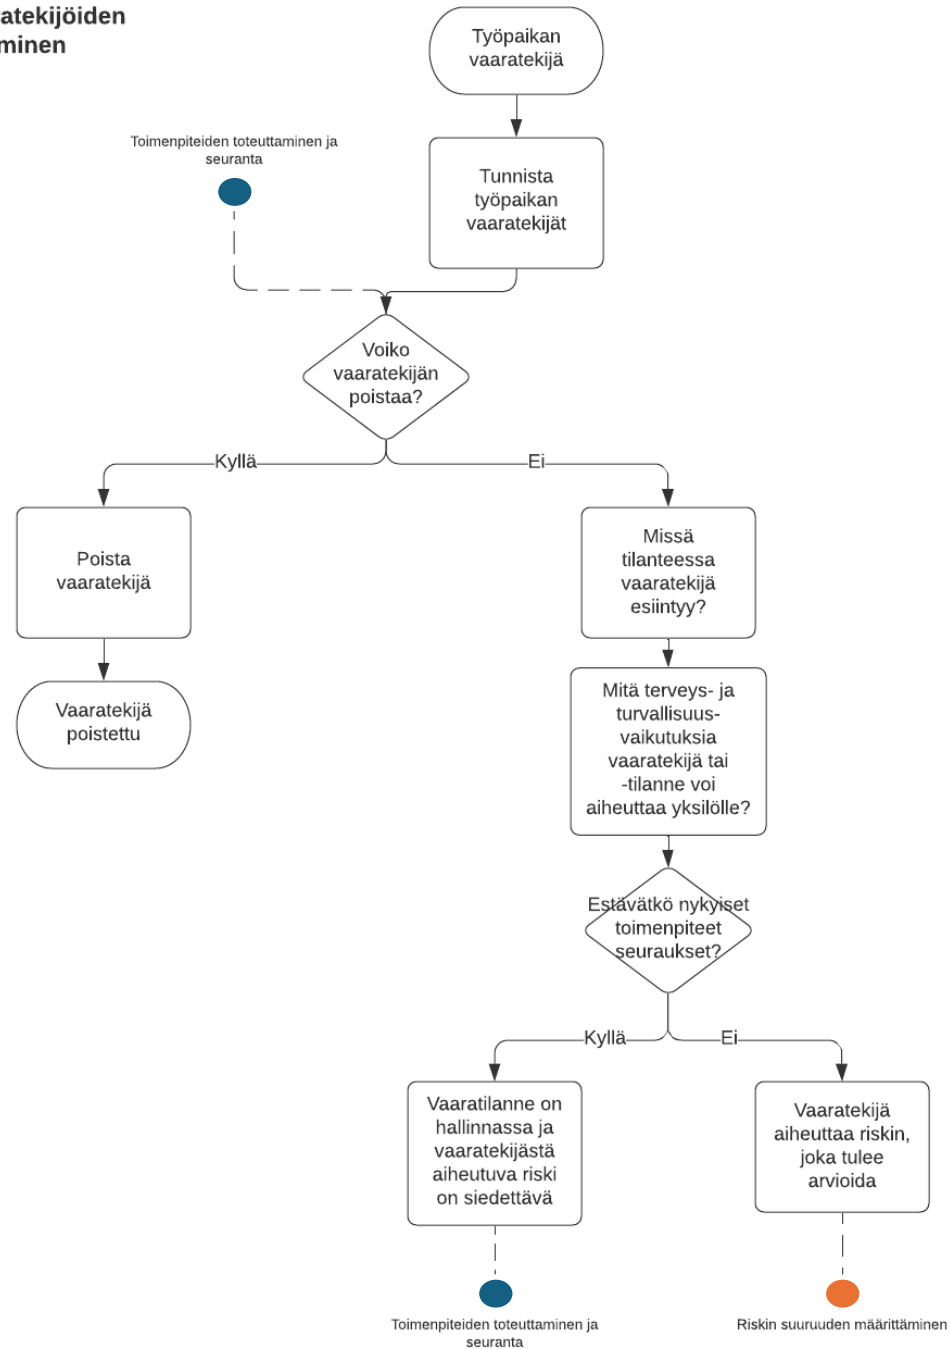 atekijöiden
minen
Työpaikan
vaaratekijä
Toimenpiteiden toteuttaminen ja
seuranta
Tunnista
työpaikan
vaaratekijät
Voiko
vaaratekijän
poistaa?
Kyllä
Ei
Poista
vaaratekijä
Missä
tilanteessa
vaaratekijä
esiintyy?
Vaaratekijä
poistettu
Mitä terveys- ja
turvallisuus-
vaikutuksia
vaaratekijä tai
-tilanne voi
aiheuttaa yksilölle?
Estävätkö nykyiset
toimenpiteet
seuraukset?
Kyllä
Ei
Vaaratilanne on
hallinnassa ja
vaaratekijästä
aiheutuva riski
on siedettävä
Vaaratekijä
aiheuttaa riskin,
joka tulee
arvioida
Toimenpiteiden toteuttaminen ja
seuranta
Riskin suuruuden määrittäminen